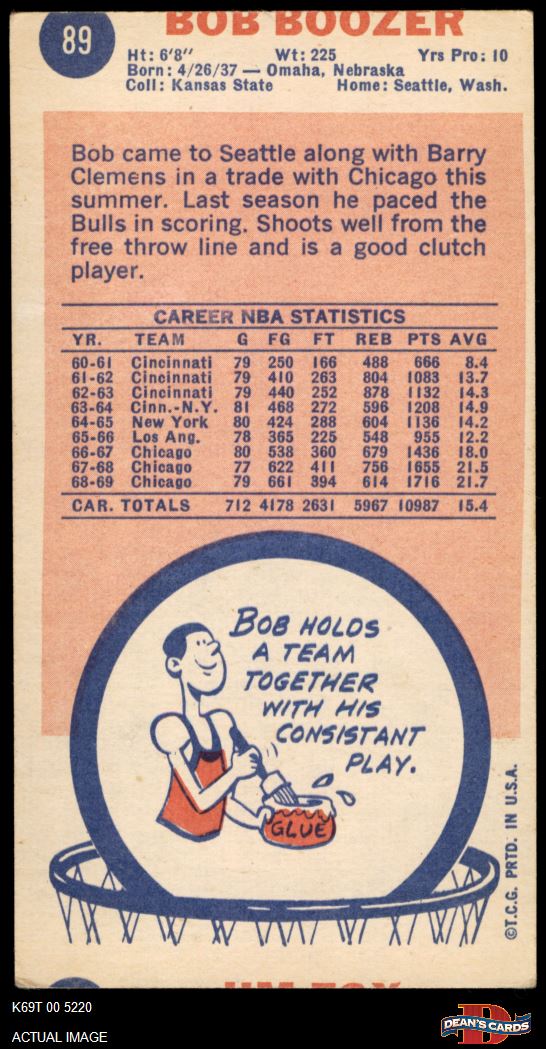 BOB BOOZER
89
Ht: 6'8" Wt: 225 Yrs Pro: 10
Born: 4/26/37 — Omaha, Nebraska
Coll: Kansas State Home: Seattle, Wash.
Bob came to Seattle along with Barry
Clemens in a trade with Chicago this
summer. Last season he paced the
Bulls in scoring. Shoots well from the
free throw line and is a good clutch
player.
CAREER NBA STATISTICS
YR. TEAM G FG FT REB PTS AVG
60-61 Cincinnati 79 250 166 488 666 8.4
61-62 Cincinnati 79 410 263 804 1083 13.7
62-63 Cincinnati 79 440 252 878 1132 14.3
63-64 Cinn.-N.Y. 81 468 272 596 1208 14.9
64-65 New York 80 424 288 604 1136 14.2
65-66 Los Ang. 78 365 225 548 955 12.2
66-67 Chicago 80 538 360 679 1436 18.0
67-68 Chicago 77 622 411 756 1655 21.5
68-69 Chicago 79 661 394 614 1716 21.7
CAR. TOTALS 712 4178 2631 5967 10987 15.4
BOB HOLDS
A TEAM
TOGETHER
WITH HIS
CONSISTANT
PLAY.
GLUE
©T.C.G. PRTD. IN U.S.A.
JIM FOX
K69T 00 5220
ACTUAL IMAGE
DEAN'S CARDS